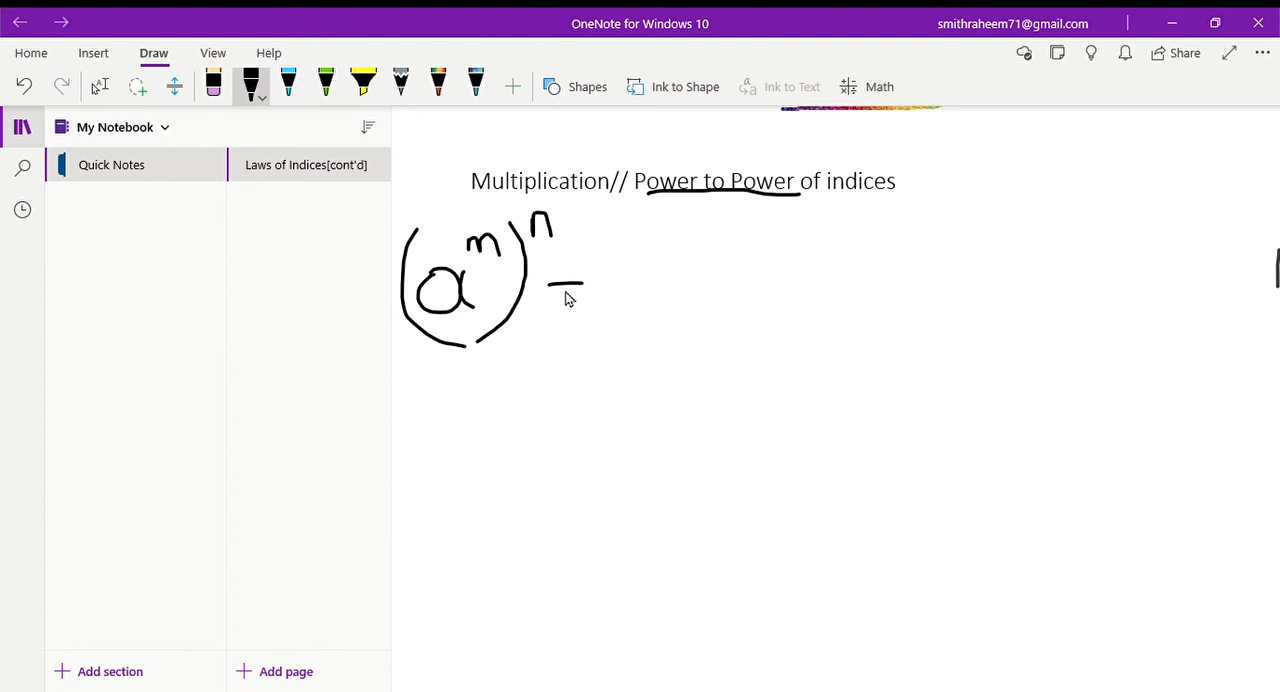 OneNote for Windows 10 smithraheem71@gmail.com
Home Insert Draw View Help Share
Shapes Ink to Shape Ink to Text Math
My Notebook
Quick Notes Laws of Indices[cont'd]
Multiplication// Power to Power of indices
(a^m)^n –
Add section Add page